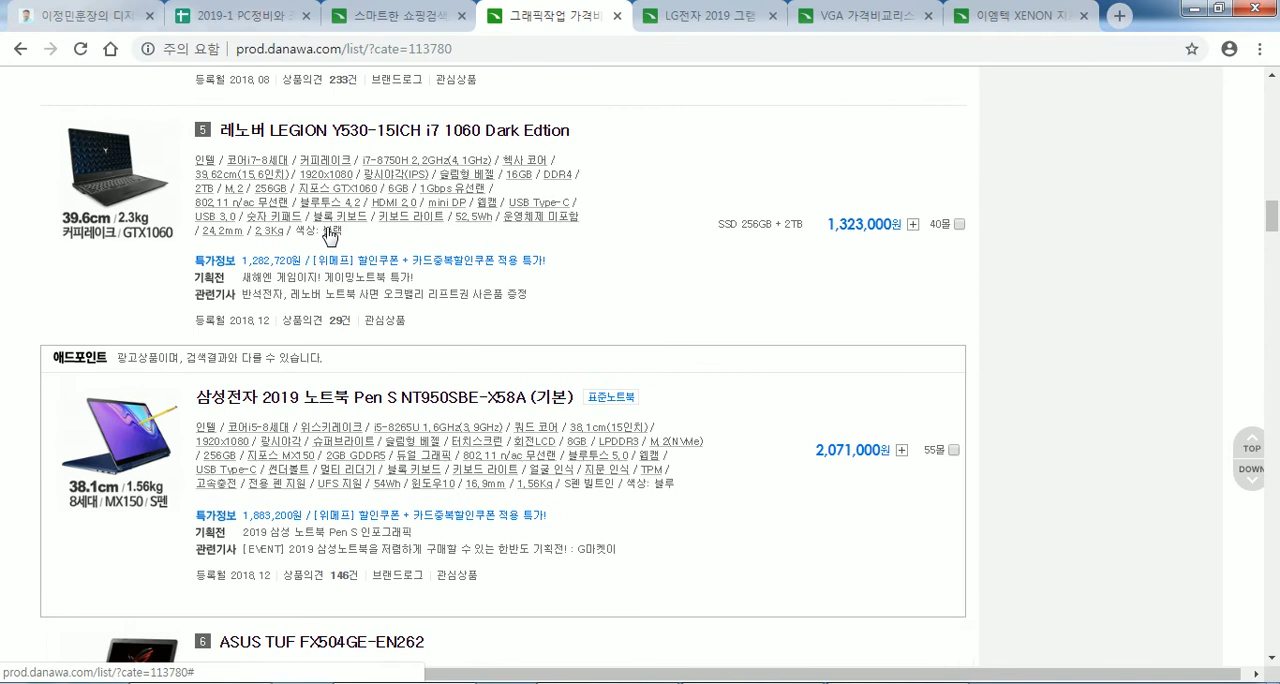 이정민훈의 디지
2019-1 PC정비와
스마트한 쇼핑검색
그래픽작업 가격비
LG전자 2019 그램
VGA 가격비교리스
이엠텍 XENON 지
주의 요함 prod.danawa.com/list/?cate=113780
등록월 2018.08 상품의견 233건 브랜드로그 관심상품
5 레노버 LEGION Y530-15ICH i7 1060 Dark Edtion
인텔 / 코어i7-8세대 / 커피레이크 / i7-8750H 2.2GHz(4.1GHz) / 헥사 코어 /
39.62cm(15.6인치) / 1920x1080 / 광시야각(IPS) / 슬림형 베젤 / 16GB / DDR4 /
2TB / M.2 / 256GB / 지포스 GTX1060 / 6GB / 1Gbps 유선랜 /
802.11 n/ac 무선랜 / 블루투스 4.2 / HDMI 2.0 / mini DP / 웹캠 / USB Type-C /
USB 3.0 / 숫자 키패드 / 블록 키보드 / 키보드 라이트 / 52.5Wh / 운영체제 미포함
/ 24.2mm / 2.3Kg / 색상:
39.6cm / 2.3kg
커피레이크 / GTX1060
SSD 256GB + 2TB 1,323,000원 40몰
특가정보 1,282,720원 / [위메프] 할인쿠폰 + 카드중복할인쿠폰 적용 특가!
기획전 새해엔 게임이지! 게이밍노트북 특가!
관련기사 반석전자, 레노버 노트북 사면 오크밸리 리프트권 사은품 증정
등록월 2018.12 상품의견 29건 관심상품
애드포인트 광고상품이며, 검색결과와 다를 수 있습니다.
삼성전자 2019 노트북 Pen S NT950SBE-X58A (기본) 표준노트북
인텔 / 코어i5-8세대 / 위스키레이크 / i5-8265U 1.6GHz(3.9GHz) / 쿼드 코어 / 38.1cm(15인치) /
1920x1080 / 광시야각 / 슈퍼브라이트 / 슬림형 베젤 / 터치스크린 / 회전LCD / 8GB / LPDDR3 / M.2(NVMe)
/ 256GB / 지포스 MX150 / 2GB GDDR5 / 듀얼 그래픽 / 802.11 n/ac 무선랜 / 블루투스 5.0 / 웹캠 /
USB Type-C / 썬더볼트 / 멀티 리더기 / 블록 키보드 / 키보드 라이트 / 얼굴 인식 / 지문 인식 / TPM /
고속충전 / 전용 펜 지원 / UFS 지원 / 54Wh / 윈도우10 / 16.9mm / 1.56Kg / S펜 빌트인 / 색상: 블루
38.1cm / 1.56kg
8세대 / MX150 / S펜
2,071,000원 55몰
특가정보 1,883,200원 / [위메프] 할인쿠폰 + 카드중복할인쿠폰 적용 특가!
기획전 2019 삼성 노트북 Pen S 인포그래픽
관련기사 [EVENT] 2019 삼성노트북을 저렴하게 구매할 수 있는 한반도 기획전! : G마켓이
등록월 2018.12 상품의견 146건 브랜드로그 관심상품
TOP
DOWN
6 ASUS TUF FX504GE-EN262
prod.danawa.com/list/?cate=113780#